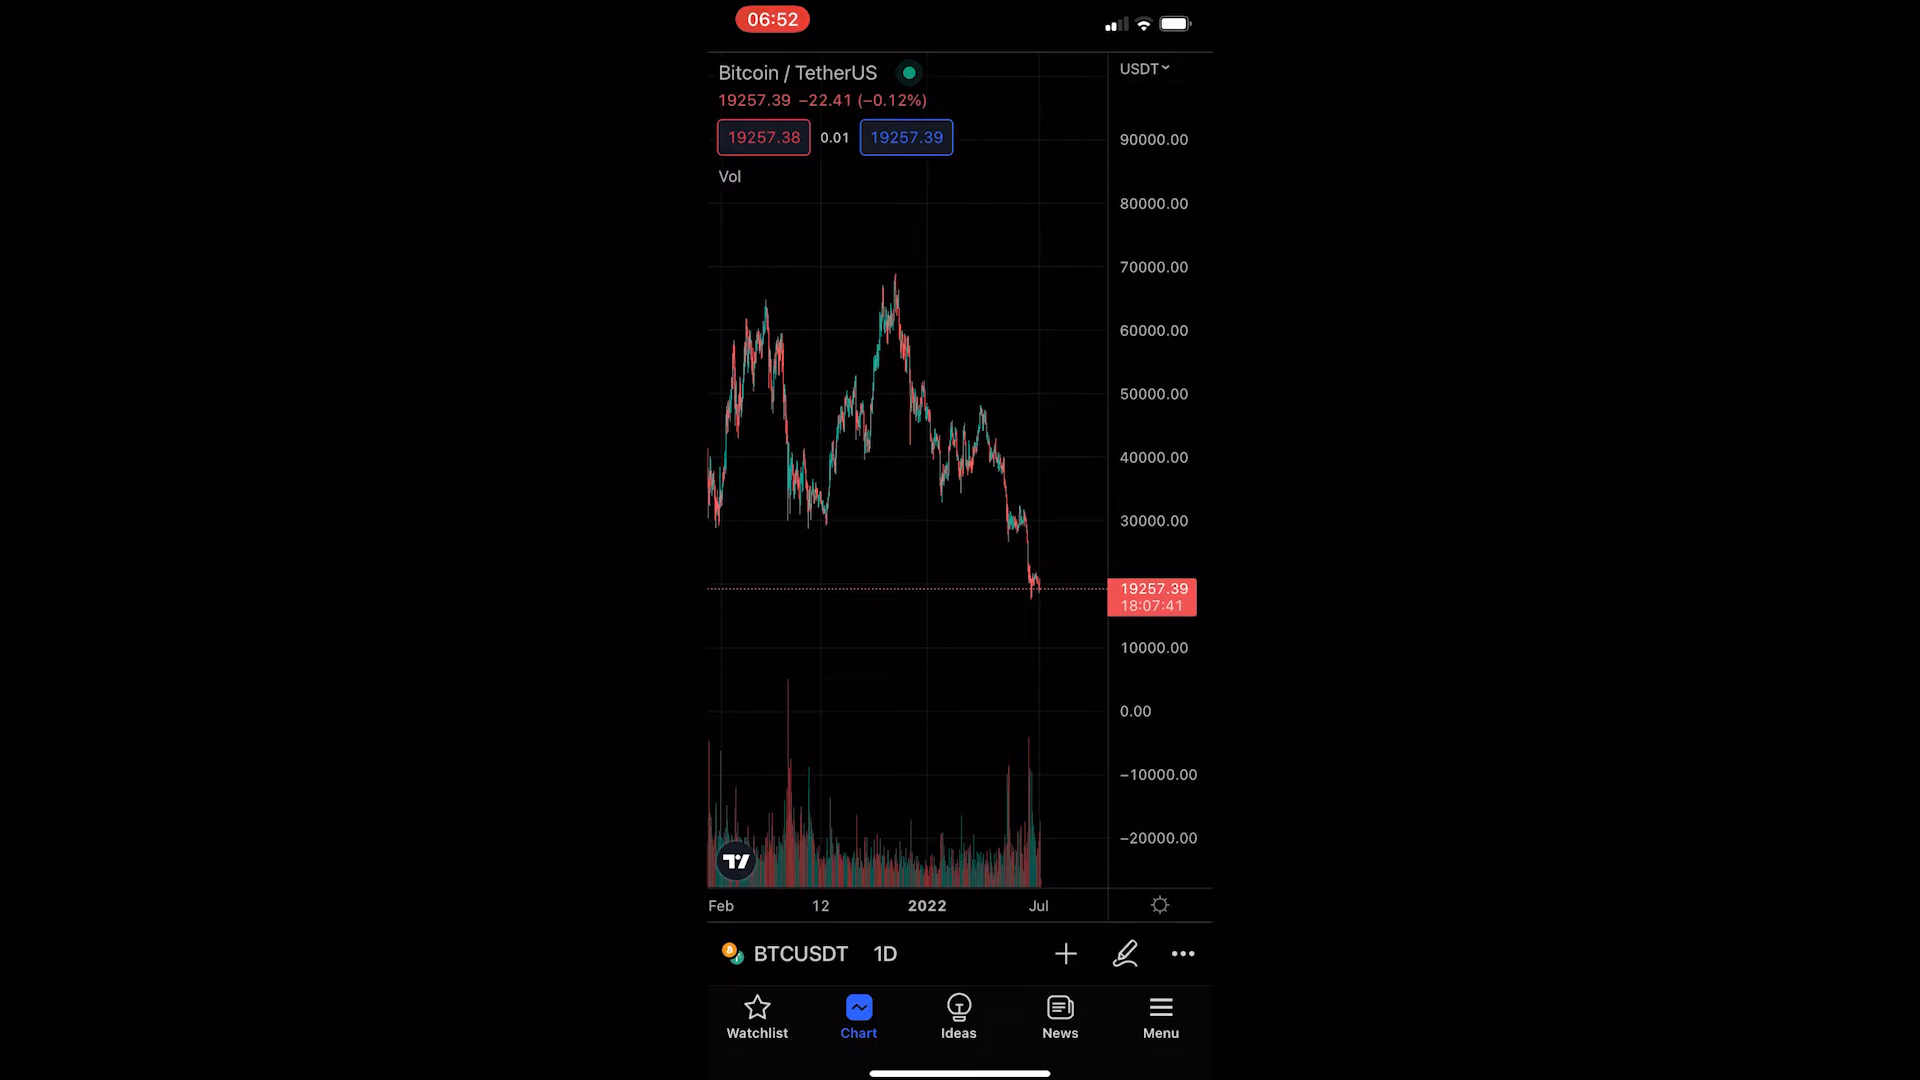 06:52
Bitcoin / TetherUS
USDT
19257.39 −22.41 (−0.12%)
19257.38 0.01 19257.39
Vol
90000.00
80000.00
70000.00
60000.00
50000.00
40000.00
30000.00
19257.39
18:07:41
10000.00
0.00
−10000.00
−20000.00
Feb 12 2022 Jul
BTCUSDT 1D
Watchlist Chart Ideas News Menu